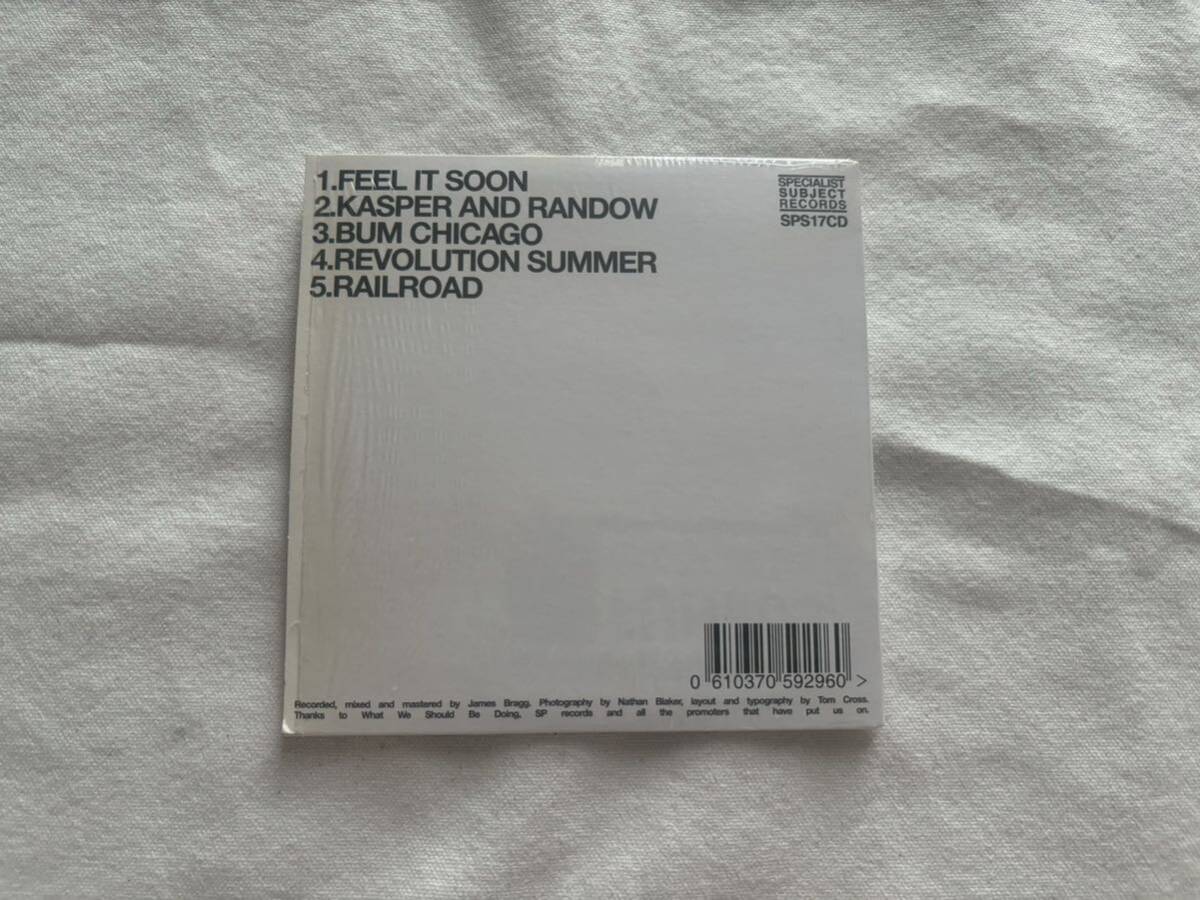 1.FEEL IT SOON
2.KASPER AND RANDOW
3.BUM CHICAGO
4.REVOLUTION SUMMER
5.RAILROAD
SPECIALIST
SUBJECT
RECORDS
SPS17CD
0 610370 592960 >
Recorded, mixed and mastered by James Bragg. Photography by Nathan Blaker, layout and typography by Tom Cross.
Thanks to What We Should Be Doing, SP records and all the promoters that have put us on.